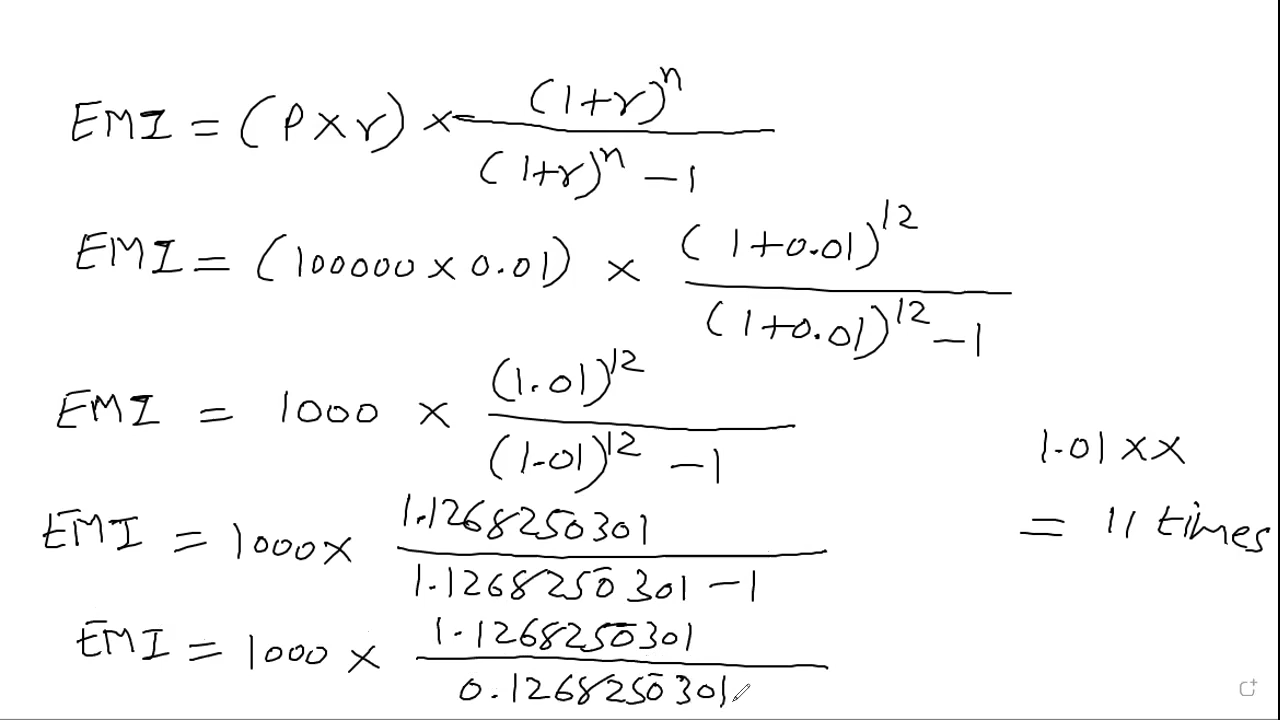 EMI = (P×r) × (1+r)^n / (1+r)^n − 1
EMI = (100000 × 0.01) × (1+0.01)^12 / (1+0.01)^12 − 1
EMI = 1000 × (1.01)^12 / (1.01)^12 − 1
1.01 ××
= 11 times
EMI = 1000 × 1.1268250301 / 1.1268250301 − 1
EMI = 1000 × 1.1268250301 / 0.1268250301